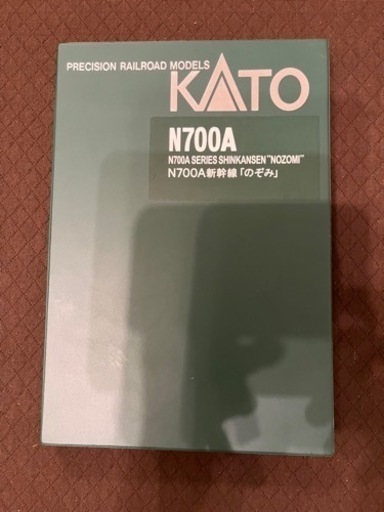 PRECISION RAILROAD MODELS
KATO
N700A
N700A SERIES SHINKANSEN "NOZOMI"
N700A新幹線「のぞみ」